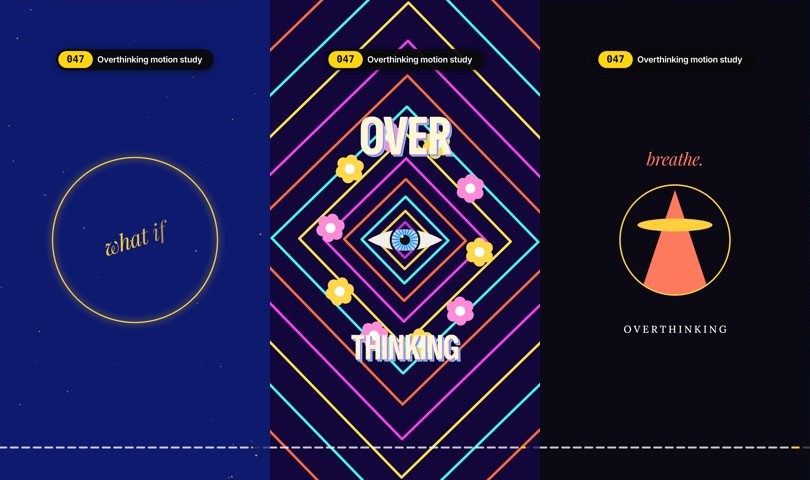 047 Overthinking motion study
what if
047 Overthinking motion study
OVER
THINKING
047 Overthinking motion study
breathe.
OVERTHINKING